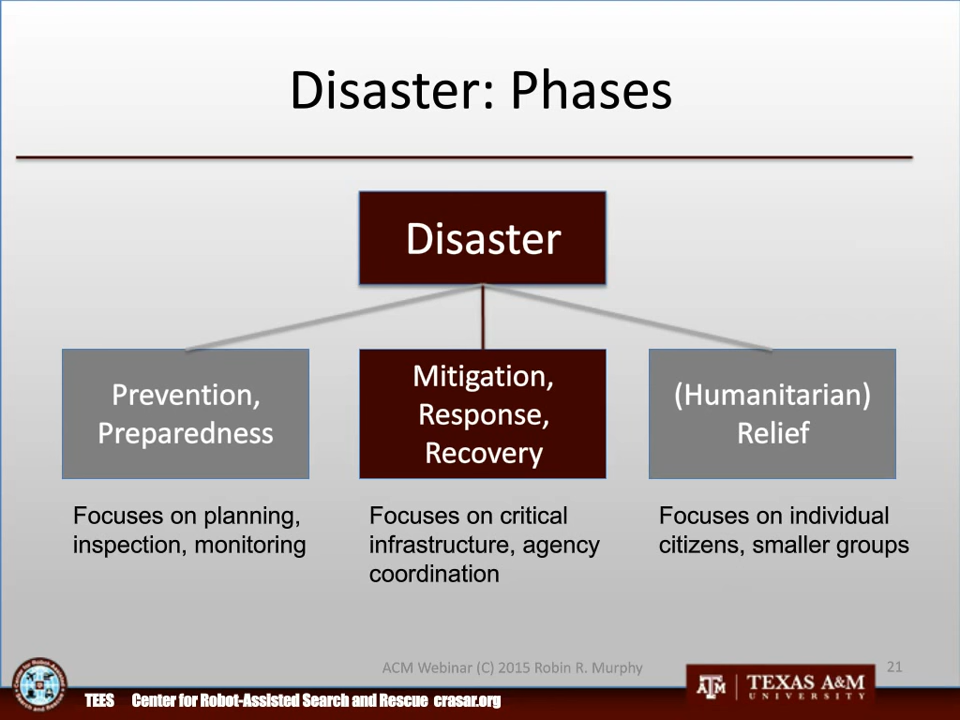 Disaster: Phases
Disaster
Prevention,
Preparedness
Mitigation,
Response,
Recovery
(Humanitarian)
Relief
Focuses on planning,
inspection, monitoring
Focuses on critical
infrastructure, agency
coordination
Focuses on individual
citizens, smaller groups
ACM Webinar (C) 2015 Robin R. Murphy
21
TEES Center for Robot-Assisted Search and Rescue crasar.org
ATM TEXAS A&M
UNIVERSITY